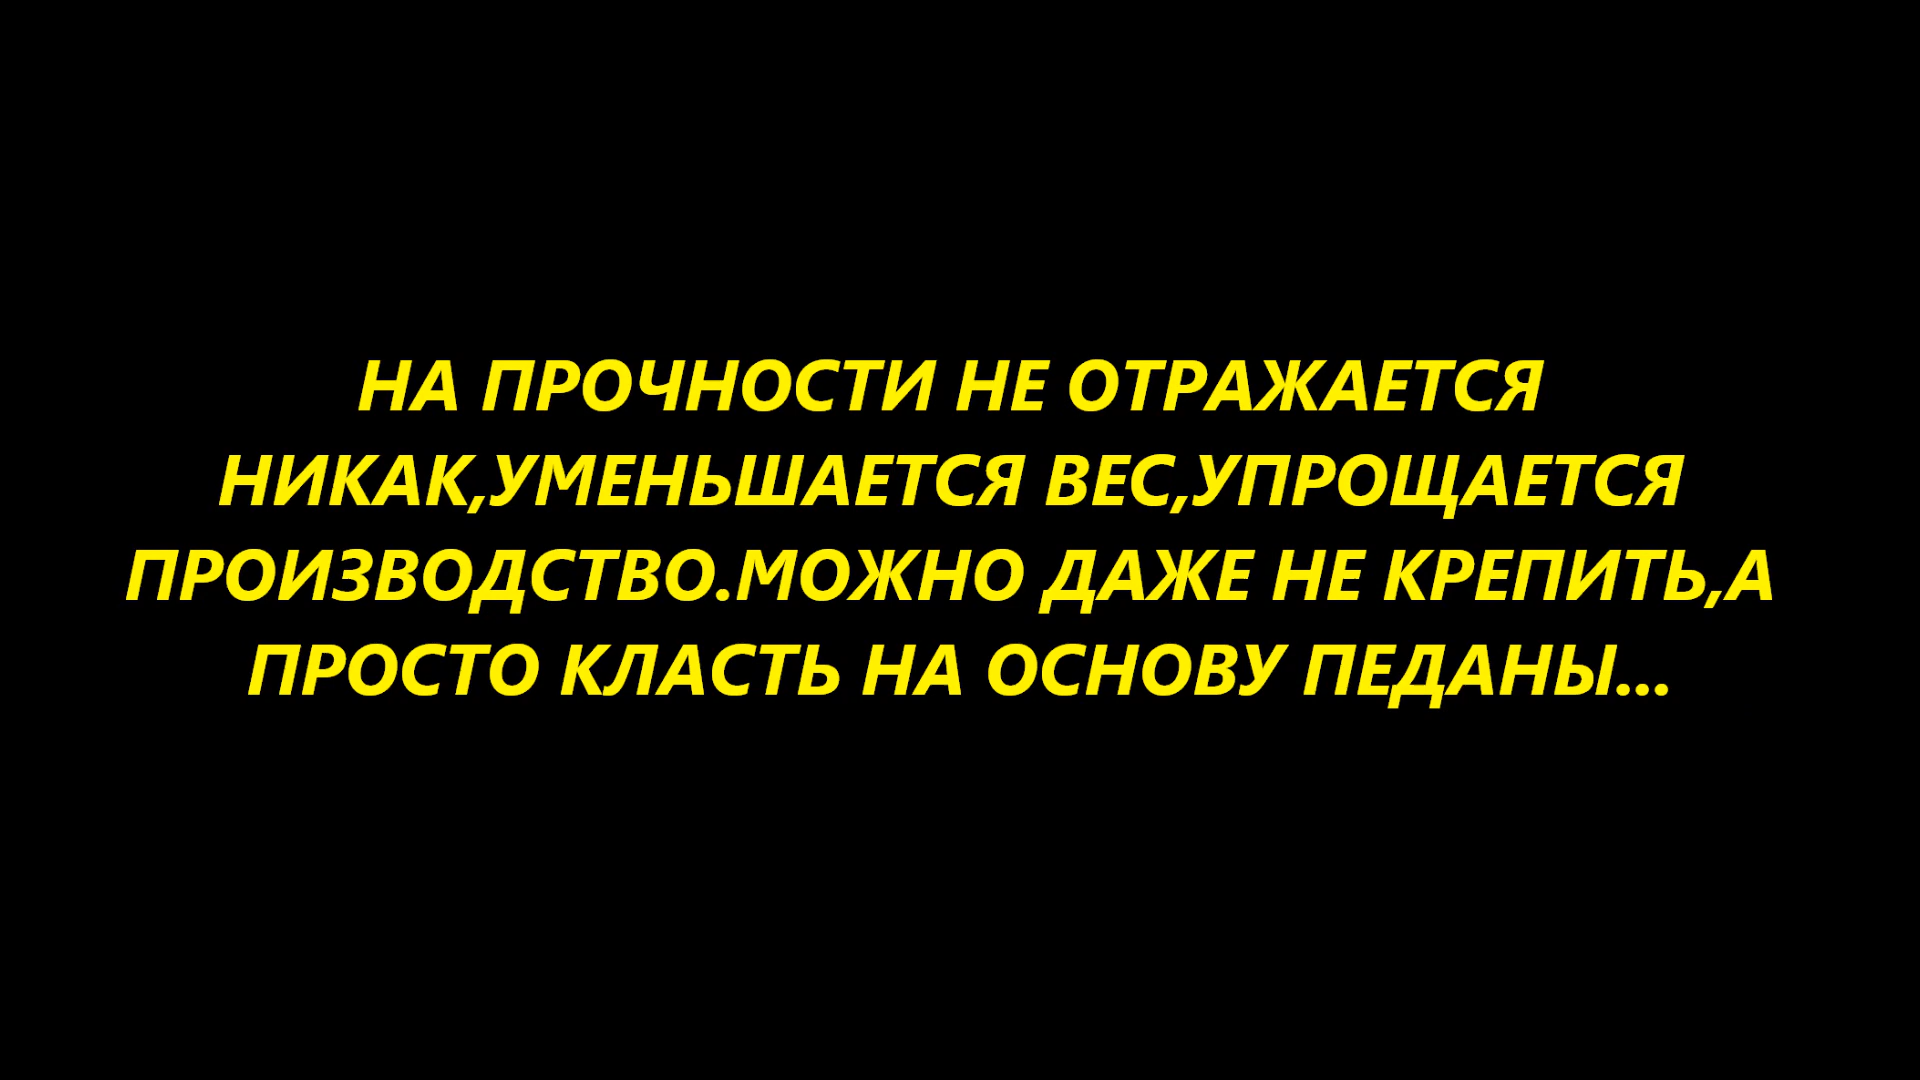 НА ПРОЧНОСТИ НЕ ОТРАЖАЕТСЯ
НИКАК,УМЕНЬШАЕТСЯ ВЕС,УПРОЩАЕТСЯ
ПРОИЗВОДСТВО.МОЖНО ДАЖЕ НЕ КРЕПИТЬ,А
ПРОСТО КЛАСТЬ НА ОСНОВУ ПЕДАНЫ...